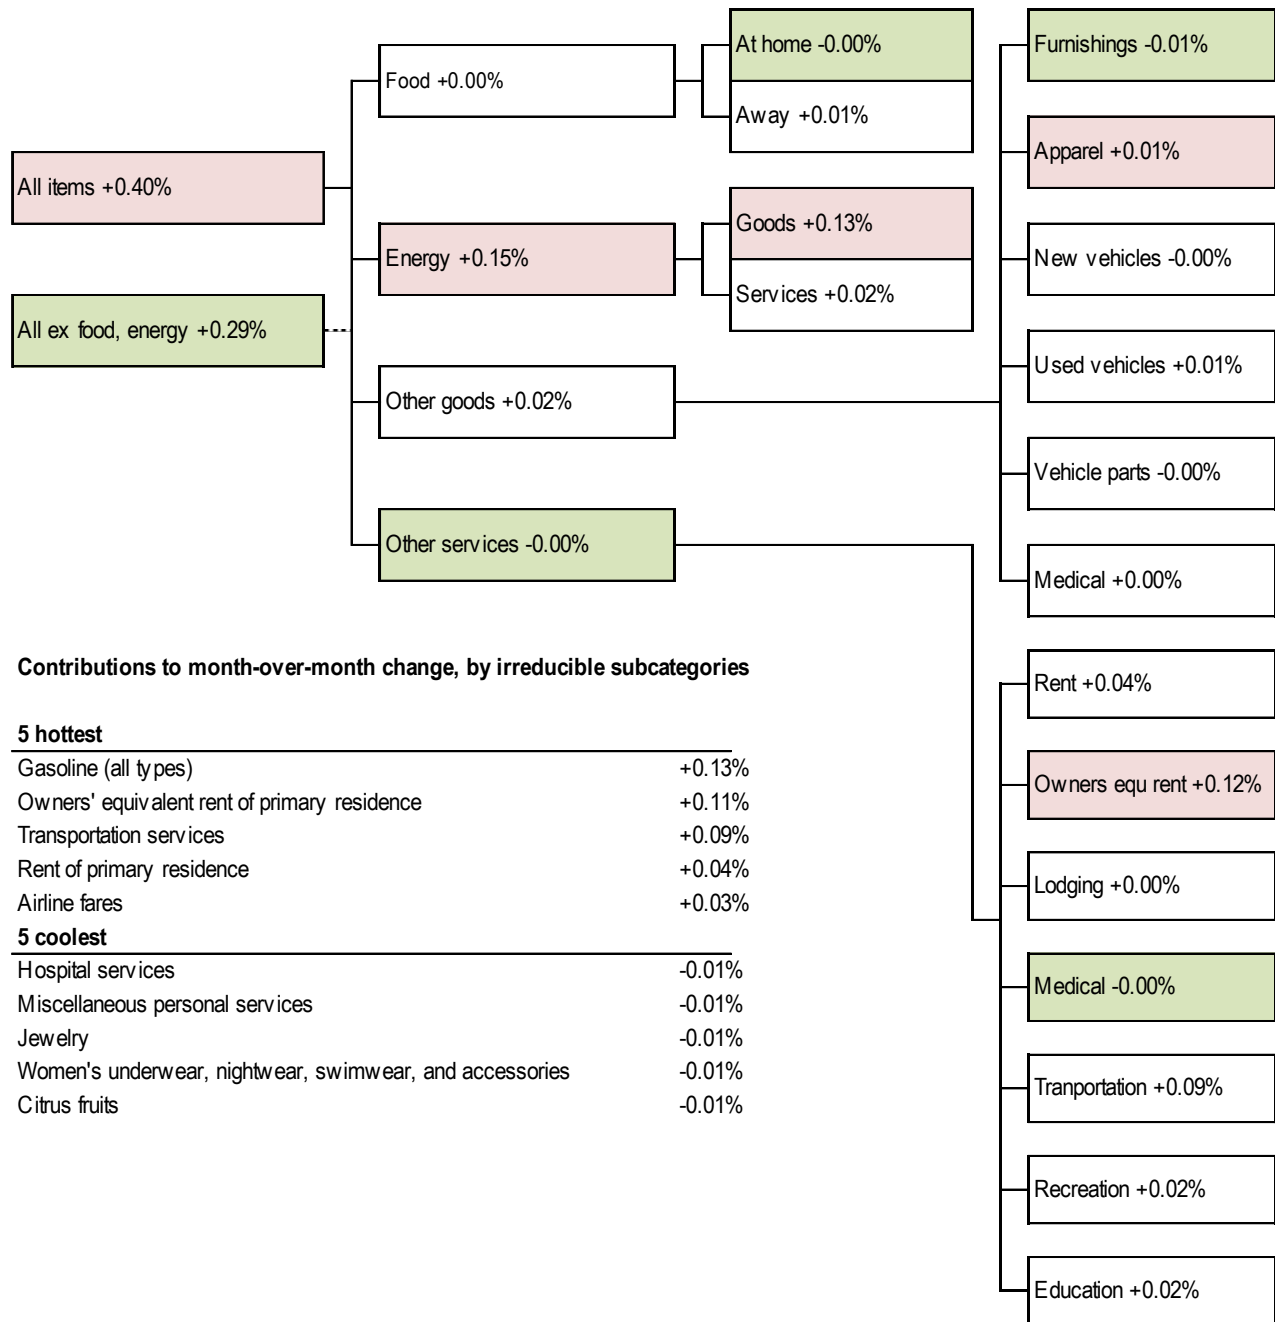 All items +0.40%
All ex food, energy +0.29%
Food +0.00%
Energy +0.15%
Other goods +0.02%
Other services -0.00%
At home -0.00%
Away +0.01%
Goods +0.13%
Services +0.02%
Furnishings -0.01%
Apparel +0.01%
New vehicles -0.00%
Used vehicles +0.01%
Vehicle parts -0.00%
Medical +0.00%
Rent +0.04%
Owners equ rent +0.12%
Lodging +0.00%
Medical -0.00%
Tranportation +0.09%
Recreation +0.02%
Education +0.02%
Contributions to month-over-month change, by irreducible subcategories
5 hottest
Gasoline (all types) +0.13%
Owners' equivalent rent of primary residence +0.11%
Transportation services +0.09%
Rent of primary residence +0.04%
Airline fares +0.03%
5 coolest
Hospital services -0.01%
Miscellaneous personal services -0.01%
Jewelry -0.01%
Women's underwear, nightwear, swimwear, and accessories -0.01%
Citrus fruits -0.01%